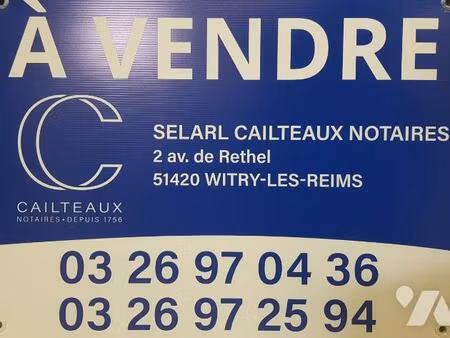 À VENDRE
SELARL CAILTEAUX NOTAIRES
2 av. de Rethel
51420 WITRY-LES-REIMS
CAILTEAUX
NOTAIRES • DEPUIS 1756
03 26 97 04 36
03 26 97 25 94